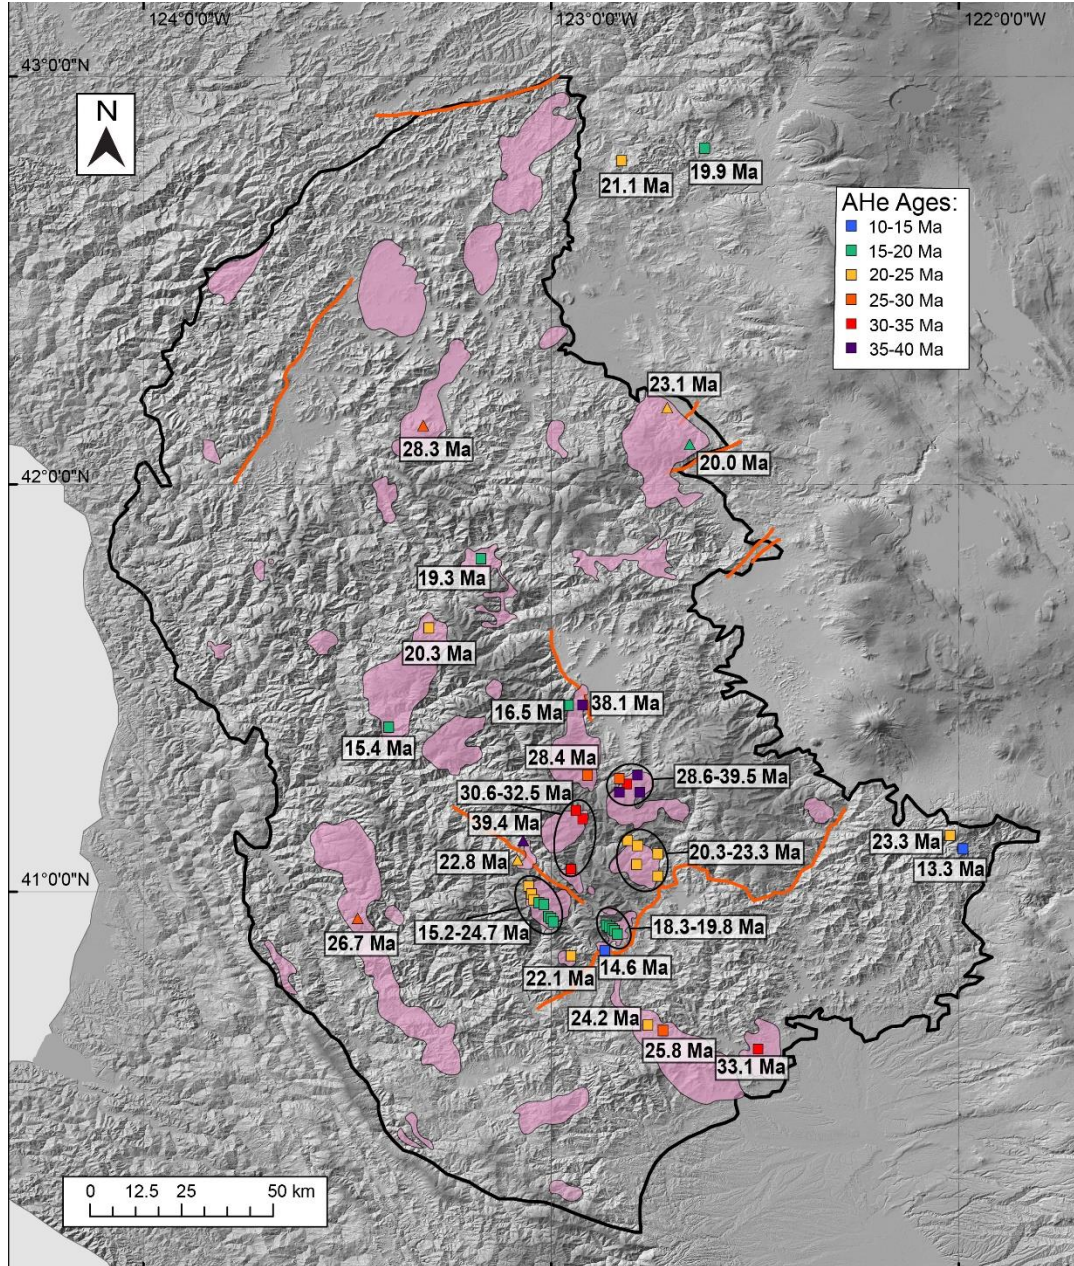 124°0'0"W
123°0'0"W
122°0'0"W
43°0'0"N
N
21.1 Ma
19.9 Ma
AHe Ages:
10-15 Ma
15-20 Ma
20-25 Ma
25-30 Ma
30-35 Ma
35-40 Ma
23.1 Ma
28.3 Ma
20.0 Ma
42°0'0"N
19.3 Ma
20.3 Ma
16.5 Ma
38.1 Ma
15.4 Ma
28.4 Ma
28.6-39.5 Ma
30.6-32.5 Ma
39.4 Ma
22.8 Ma
20.3-23.3 Ma
23.3 Ma
13.3 Ma
41°0'0"N
15.2-24.7 Ma
26.7 Ma
18.3-19.8 Ma
14.6 Ma
22.1 Ma
24.2 Ma
25.8 Ma
33.1 Ma
0 12.5 25 50 km